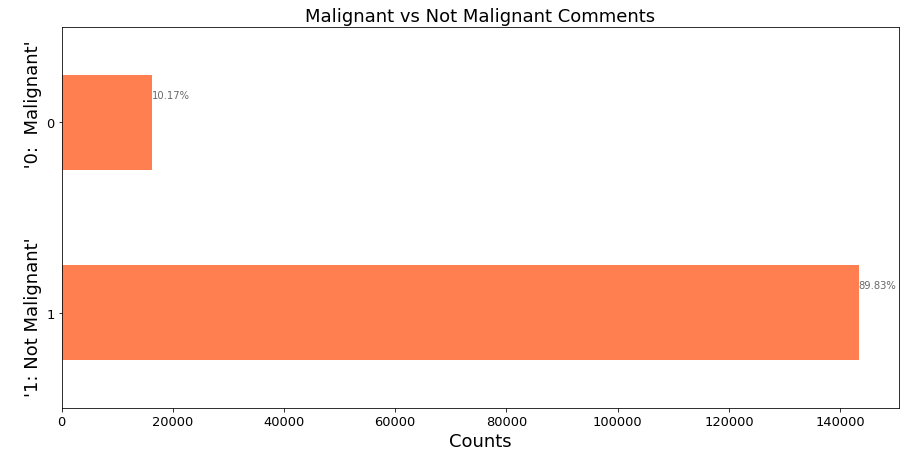 Malignant vs Not Malignant Comments
'0:  Malignant'
0
10.17%
'1: Not Malignant'
1
89.83%
0 20000 40000 60000 80000 100000 120000 140000
Counts